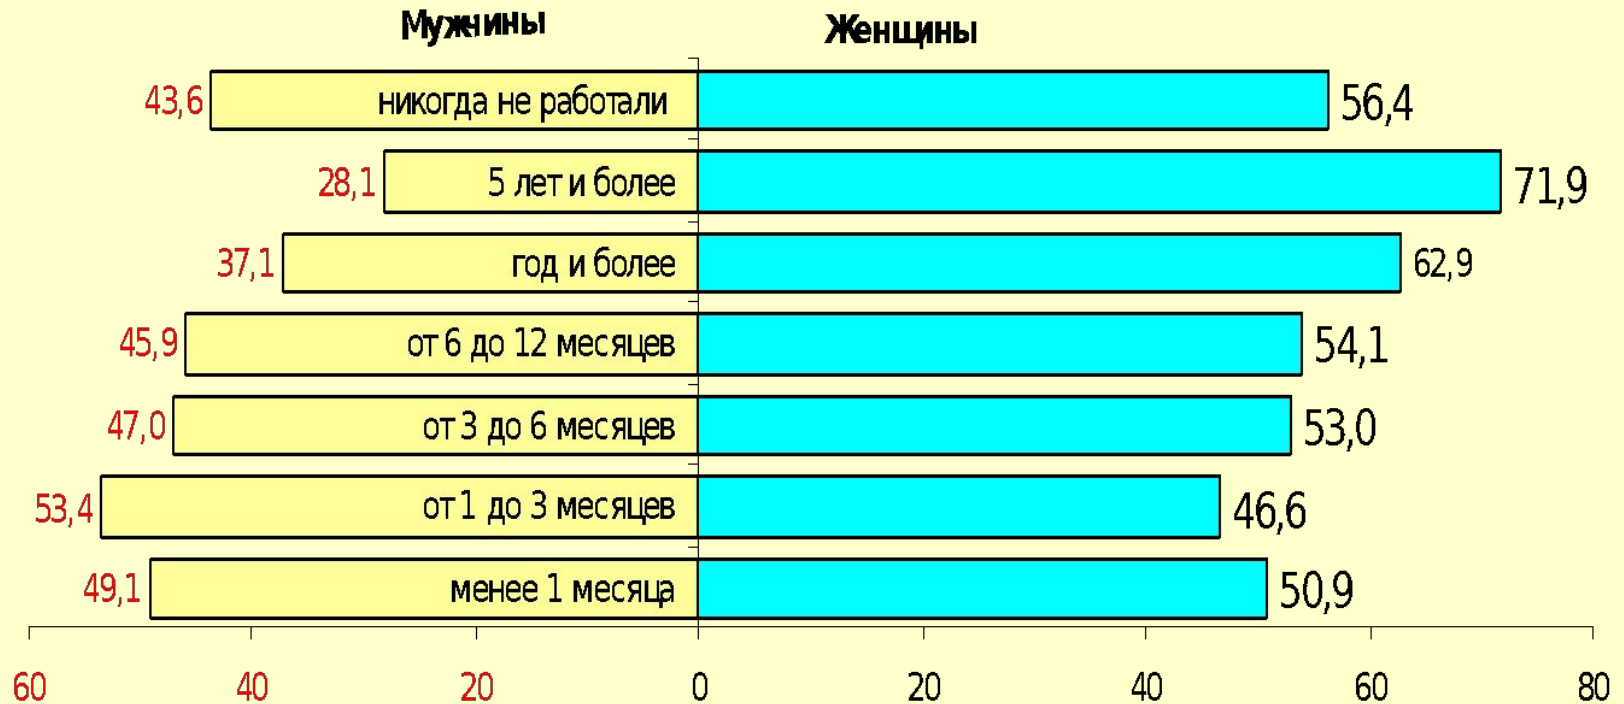 Мужчины Женщины
43,6 никогда не работали 56,4
28,1 5 лет и более 71,9
37,1 год и более 62,9
45,9 от 6 до 12 месяцев 54,1
47,0 от 3 до 6 месяцев 53,0
53,4 от 1 до 3 месяцев 46,6
49,1 менее 1 месяца 50,9
60 40 20 0 20 40 60 80